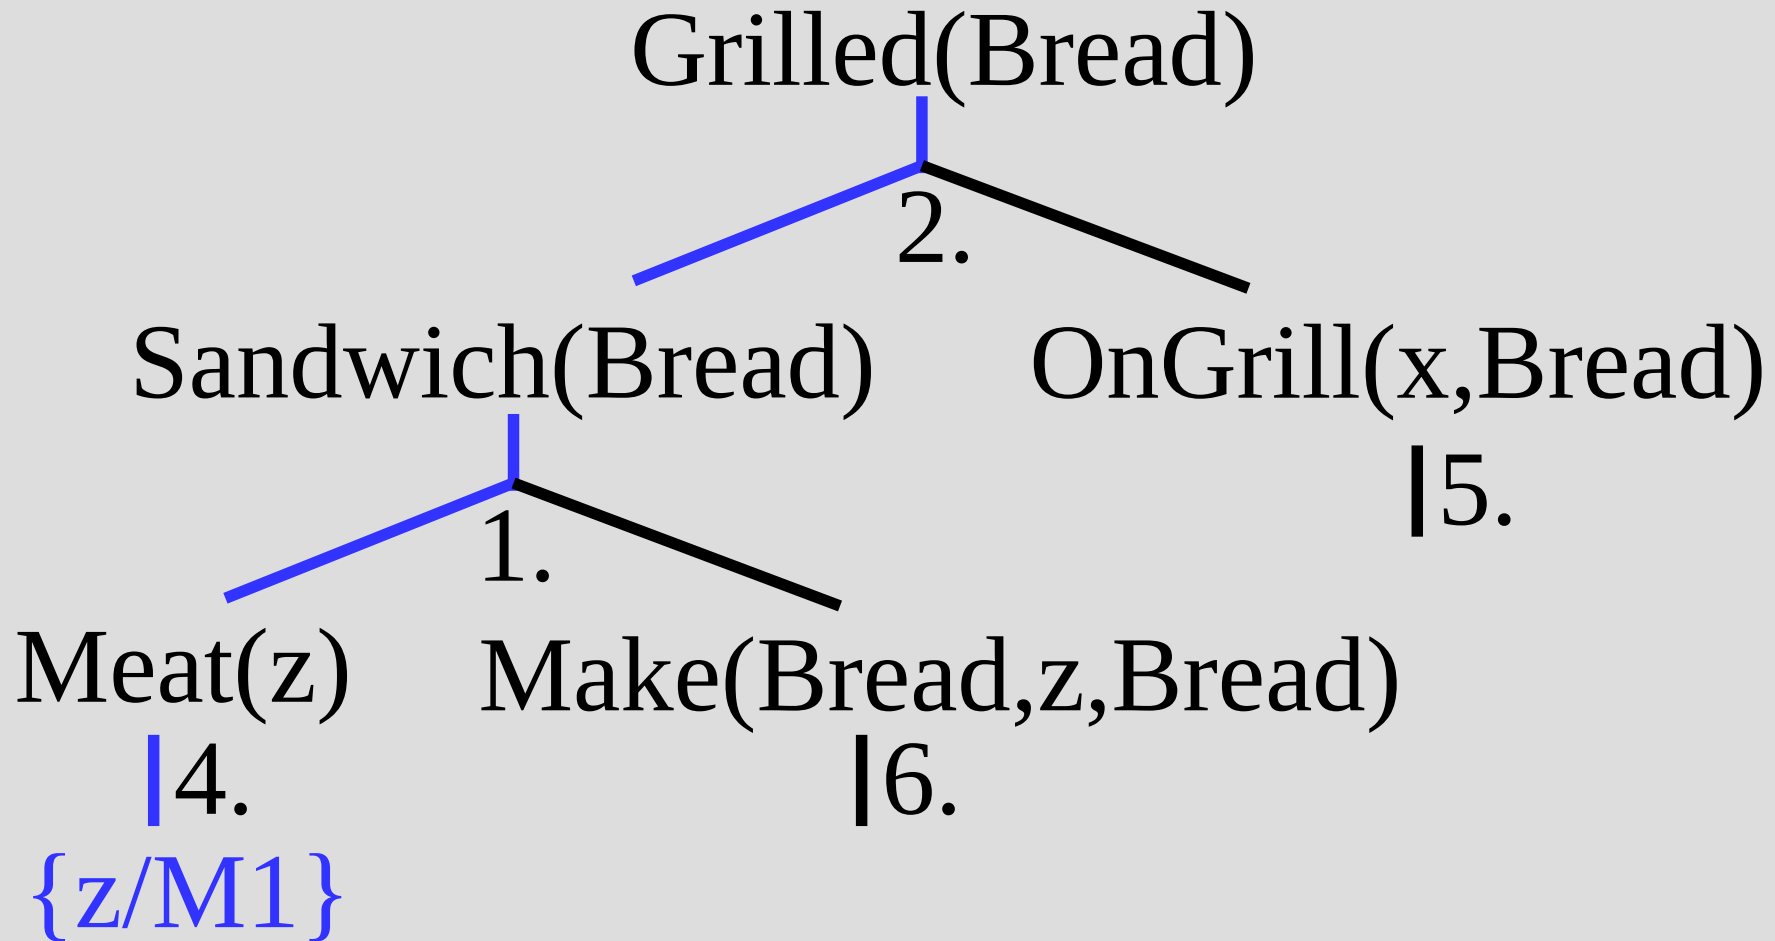 Grilled(Bread)
2.
Sandwich(Bread)
OnGrill(x,Bread)
5.
1.
Meat(z)
Make(Bread,z,Bread)
4.
6.
{z/M1}